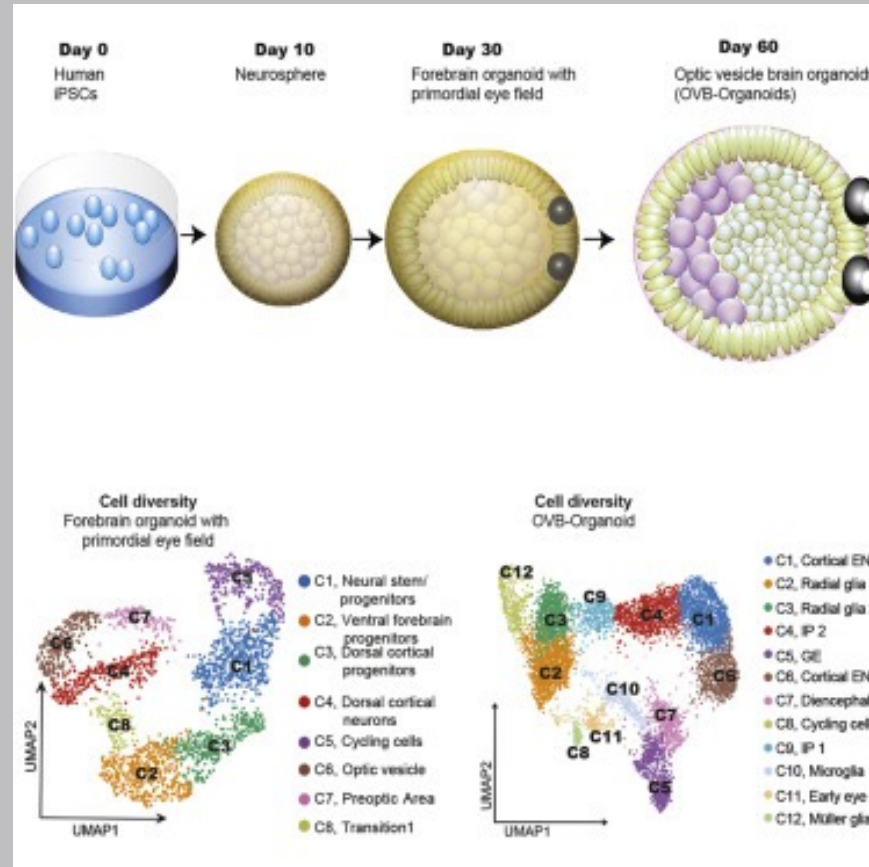 Day 0
Human
iPSCs
Day 10
Neurosphere
Day 30
Forebrain organoid with
primordial eye field
Day 60
Optic vesicle brain organoids
(OVB-Organoids)
Cell diversity
Forebrain organoid with
primordial eye field
C5
C7
C6
C4
C1
C8
C3
C2
UMAP2
UMAP1
C1, Neural stem/
progenitors
C2, Ventral forebrain
progenitors
C3, Dorsal cortical
progenitors
C4, Dorsal cortical
neurons
C5, Cycling cells
C6, Optic vesicle
C7, Preoptic Area
C8, Transition1
Cell diversity
OVB-Organoid
C12
C9
C3
C4
C1
C2
C6
C10
C7
C11
C8
C5
UMAP2
UMAP1
C1, Cortical EN
C2, Radial glia
C3, Radial glia
C4, IP 2
C5, GE
C6, Cortical EN
C7, Diencephal
C8, Cycling cell
C9, IP 1
C10, Microglia
C11, Early eye
C12, Müller glia